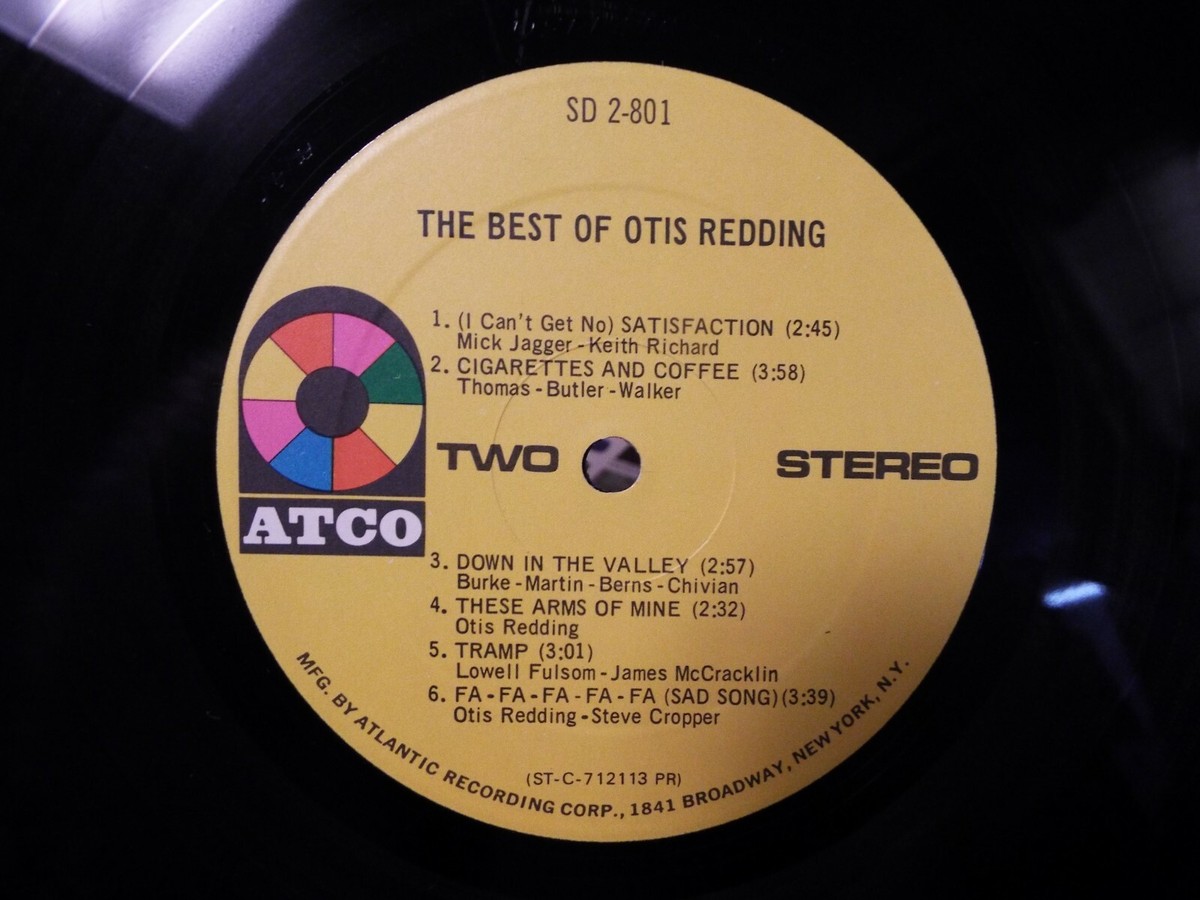 SD 2-801
THE BEST OF OTIS REDDING
1. (I Can't Get No) SATISFACTION (2:45)
Mick Jagger - Keith Richard
2. CIGARETTES AND COFFEE (3:58)
Thomas - Butler - Walker
TWO
STEREO
ATCO
3. DOWN IN THE VALLEY (2:57)
Burke - Martin - Berns - Chivian
4. THESE ARMS OF MINE (2:32)
Otis Redding
5. TRAMP (3:01)
Lowell Fulsom - James McCracklin
6. FA - FA - FA - FA - FA (SAD SONG) (3:39)
Otis Redding - Steve Cropper
(ST-C-712113 PR)
MFG. BY ATLANTIC RECORDING CORP., 1841 BROADWAY, NEW YORK, N.Y.